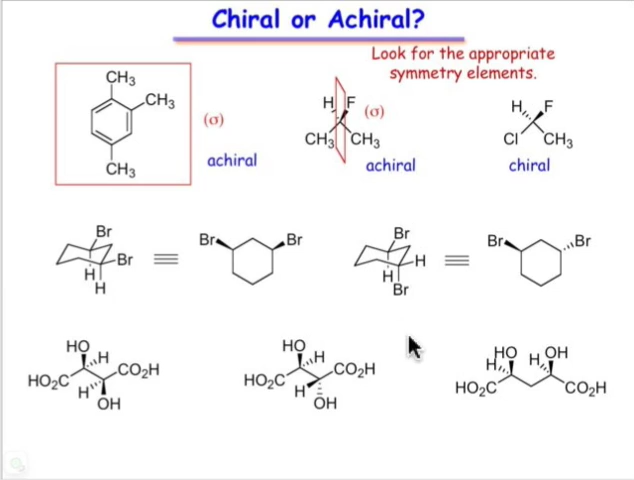 Chiral or Achiral?
Look for the appropriate
symmetry elements.
CH3
CH3
CH3
(σ)
achiral
H F
CH3 CH3
(σ)
achiral
H F
Cl CH3
chiral
Br
Br
H
H
Br Br
Br
H
H
Br
Br Br
HO
H
HO2C CO2H
H
OH
HO
H
HO2C CO2H
H
OH
HO H OH
H
HO2C CO2H